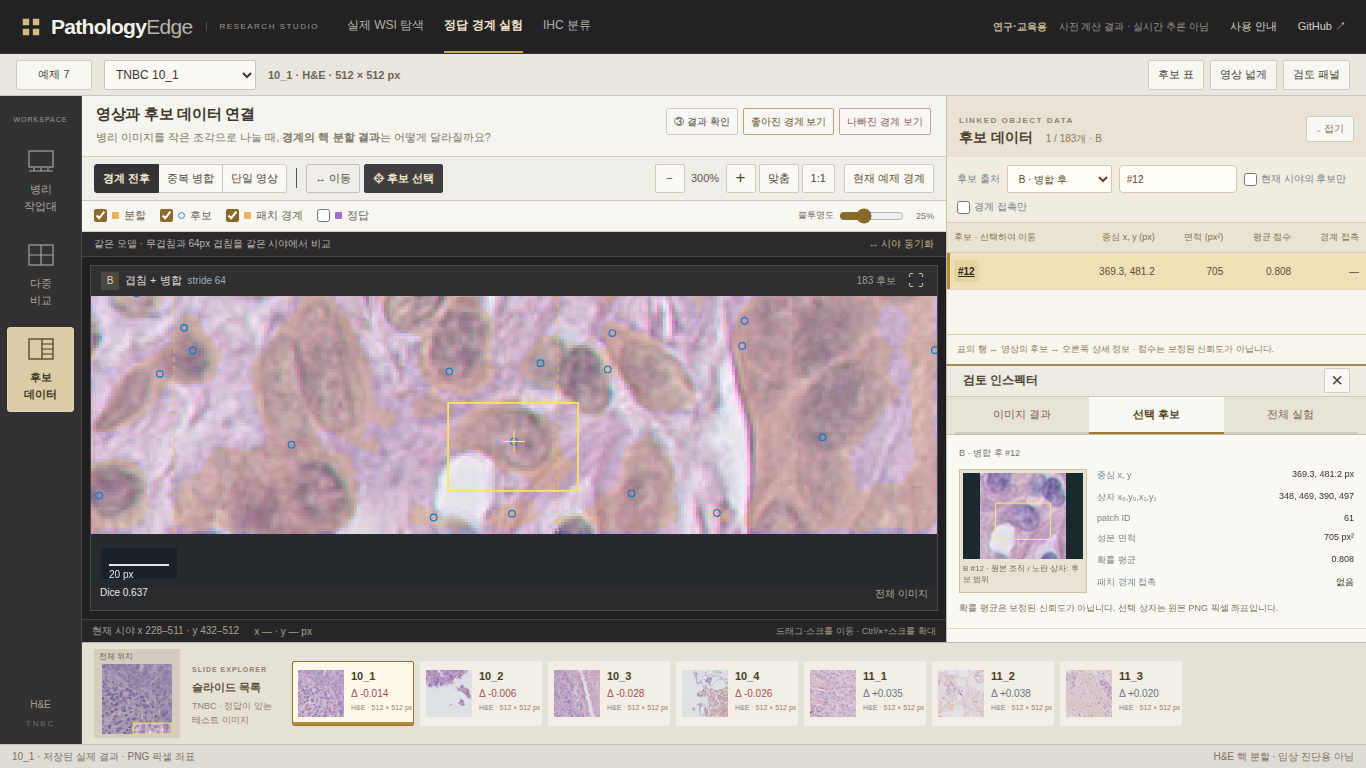 PathologyEdge
RESEARCH STUDIO
실제 WSI 탐색
정답 경계 실험
IHC 분류
연구·교육용
사전 계산 결과 · 실시간 추론 아님
사용 안내
GitHub ↗
예제 7
TNBC 10_1
10_1 · H&E · 512 × 512 px
후보 표
영상 넓게
검토 패널
WORKSPACE
병리
작업대
다중
비교
후보
데이터
H&E
TNBC
영상과 후보 데이터 연결
병리 이미지를 작은 조각으로 나눌 때, 경계의 핵 분할 결과는 어떻게 달라질까요?
③ 결과 확인
좋아진 경계 보기
나빠진 경계 보기
경계 전후
중복 병합
단일 영상
↔ 이동
후보 선택
−
300%
+
맞춤
1:1
현재 예제 경계
분할
후보
패치 경계
정답
불투명도
25%
같은 모델 · 무겹침과 64px 겹침을 같은 시야에서 비교
↔ 시야 동기화
B
겹침 + 병합
stride 64
183 후보
20 px
Dice 0.637
전체 이미지
현재 시야 x 228–511 · y 432–512
x — · y — px
드래그·스크롤 이동 · Ctrl/⌘+스크롤 확대
LINKED OBJECT DATA
후보 데이터
1 / 183개 · B
접기
후보 출처
B · 병합 후
#12
현재 시야의 후보만
경계 접촉만
후보 · 선택하여 이동
중심 x, y (px)
면적 (px²)
평균 점수
경계 접촉
#12
369.3, 481.2
705
0.808
—
표의 행 ↔ 영상의 후보 ↔ 오른쪽 상세 정보 · 점수는 보정된 신뢰도가 아닙니다.
검토 인스펙터
✕
이미지 결과
선택 후보
전체 실험
B · 병합 후 #12
중심 x, y
369.3, 481.2 px
상자 x₀,y₀,x₁,y₁
348, 469, 390, 497
patch ID
61
성분 면적
705 px²
확률 평균
0.808
패치 경계 접촉
없음
B #12 · 원본 조직 / 노란 상자: 후
보 범위
확률 평균은 보정된 신뢰도가 아닙니다. 선택 상자는 원본 PNG 픽셀 좌표입니다.
전체 위치
SLIDE EXPLORER
슬라이드 목록
TNBC · 정답이 있는
테스트 이미지
10_1
Δ -0.014
H&E · 512 × 512 px
10_2
Δ -0.006
H&E · 512 × 512 px
10_3
Δ -0.028
H&E · 512 × 512 px
10_4
Δ -0.026
H&E · 512 × 512 px
11_1
Δ +0.035
H&E · 512 × 512 px
11_2
Δ +0.038
H&E · 512 × 512 px
11_3
Δ +0.020
H&E · 512 × 512 px
10_1 · 저장된 실제 결과 · PNG 픽셀 좌표
H&E 핵 분할 · 임상 진단용 아님